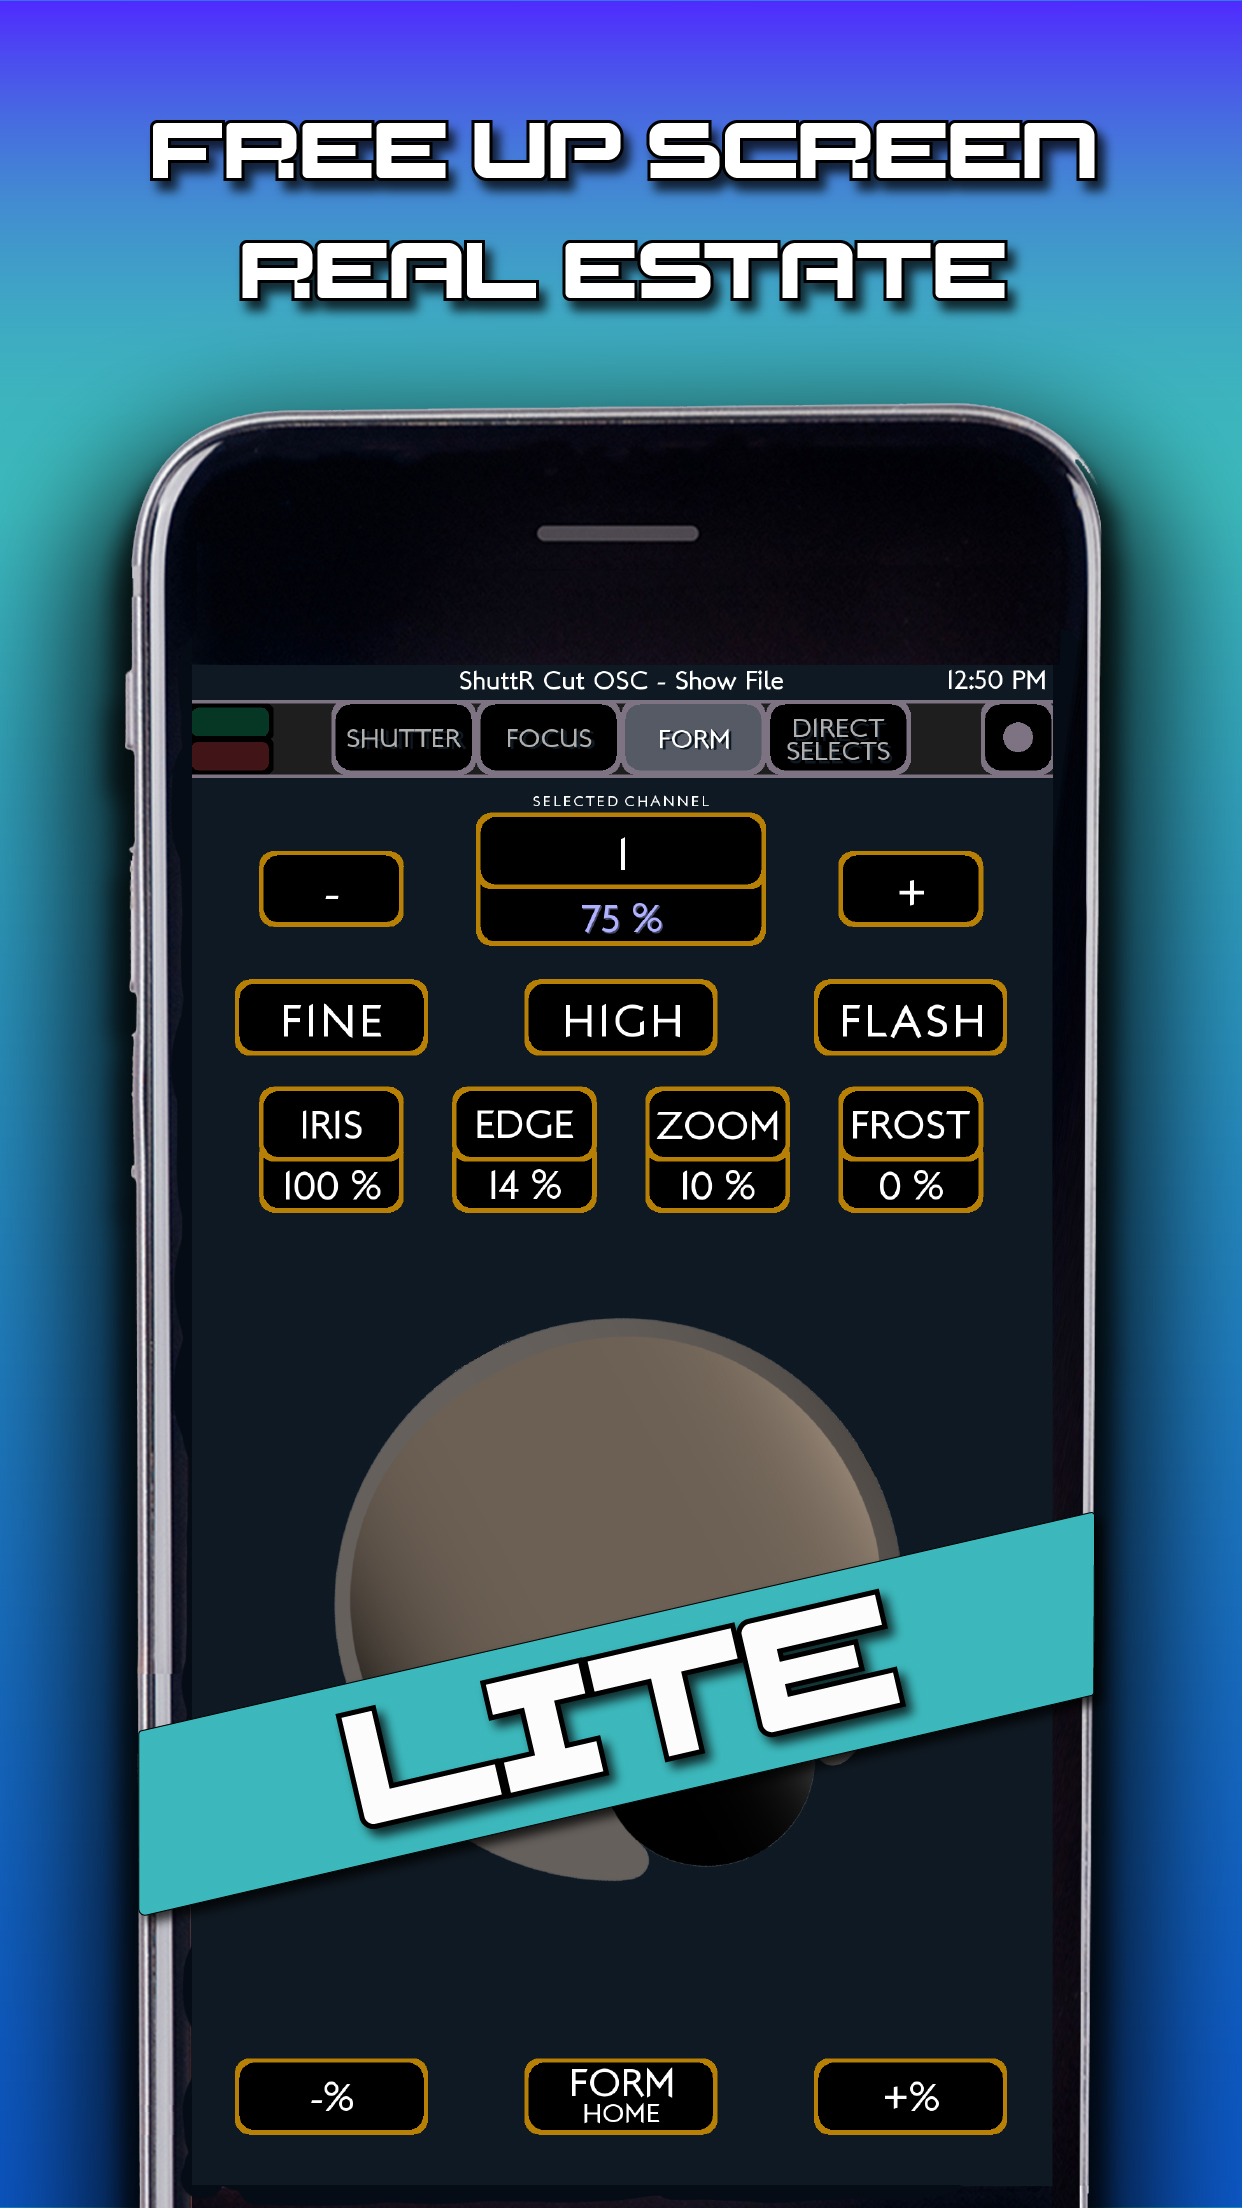 FREE UP SCREEN
REAL ESTATE
ShuttR Cut OSC - Show File 12:50 PM
SHUTTER FOCUS FORM DIRECT SELECTS
SELECTED CHANNEL
- 1 +
75 %
FINE HIGH FLASH
IRIS EDGE ZOOM FROST
100 % 14 % 10 % 0 %
LITE
-% FORM HOME +%